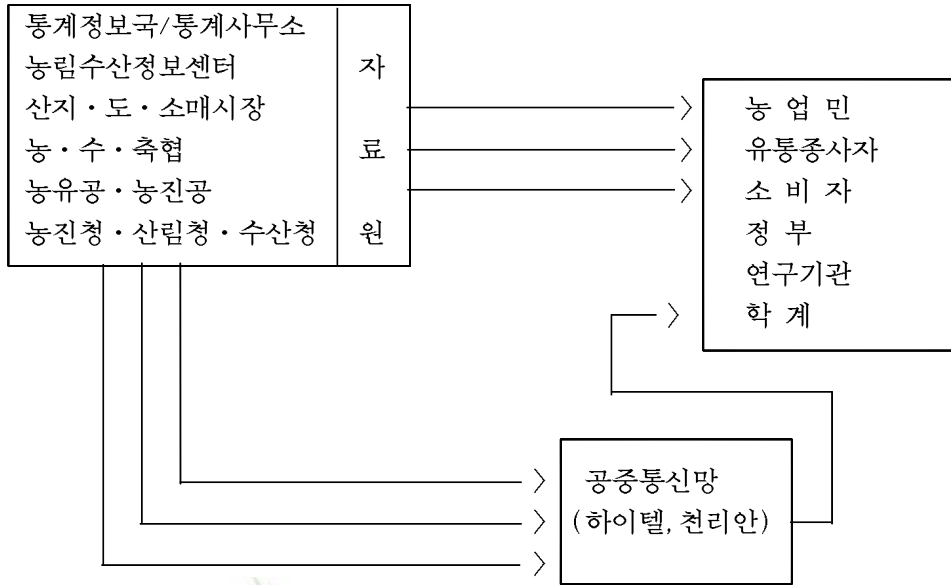 통계정보국/통계사무소
농림수산정보센터
산지・도・소매시장
농・수・축협
농유공・농진공
농진청・산림청・수산청
자
료
원
농 업 민
유통종사자
소 비 자
정 부
연구기관
학 계
공중통신망
(하이텔, 천리안)